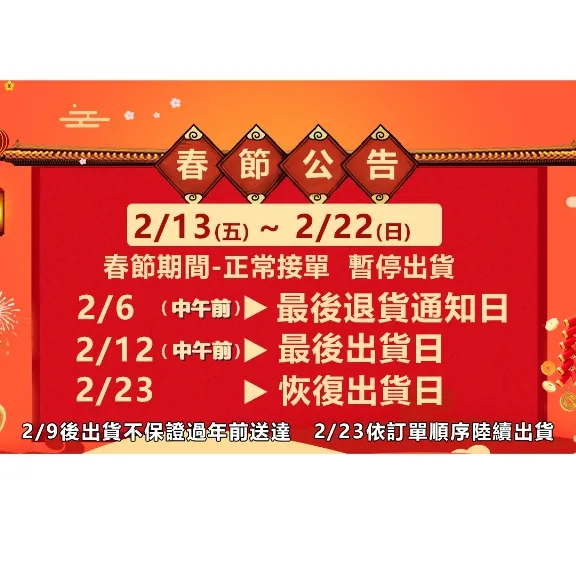 春節公告
2/13(五) ~ 2/22(日)
春節期間-正常接單 暫停出貨
2/6 (中午前)▶最後退貨通知日
2/12(中午前)▶最後出貨日
2/23 ▶恢復出貨日
2/9後出貨不保證過年前送達 2/23依訂單順序陸續出貨